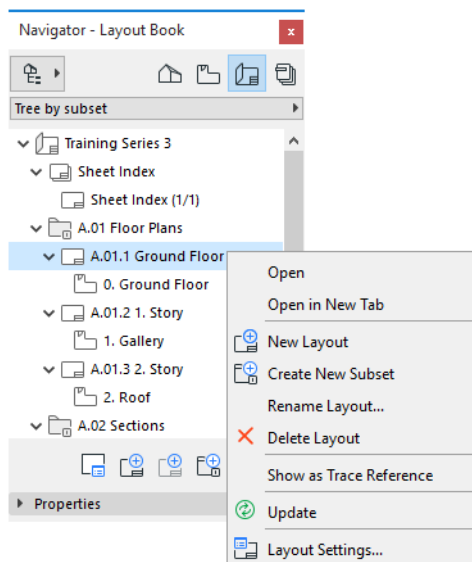 Navigator - Layout Book
x
Tree by subset
Training Series 3
Sheet Index
Sheet Index (1/1)
A.01 Floor Plans
A.01.1 Ground Floor
0. Ground Floor
A.01.2 1. Story
1. Gallery
A.01.3 2. Story
2. Roof
A.02 Sections
Properties
Open
Open in New Tab
New Layout
Create New Subset
Rename Layout...
Delete Layout
Show as Trace Reference
Update
Layout Settings...